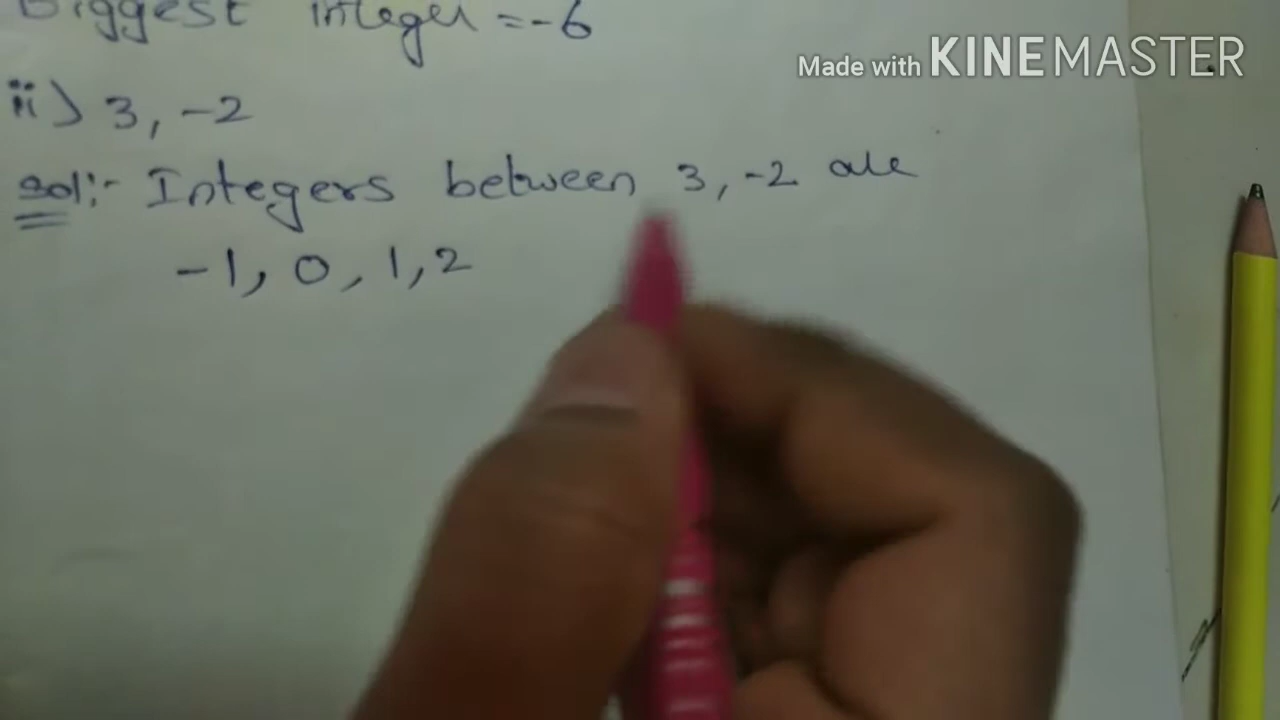 Biggest integer = -6
Made with KINEMASTER
ii) 3, -2
Sol:- Integers between 3, -2 are
-1, 0, 1, 2